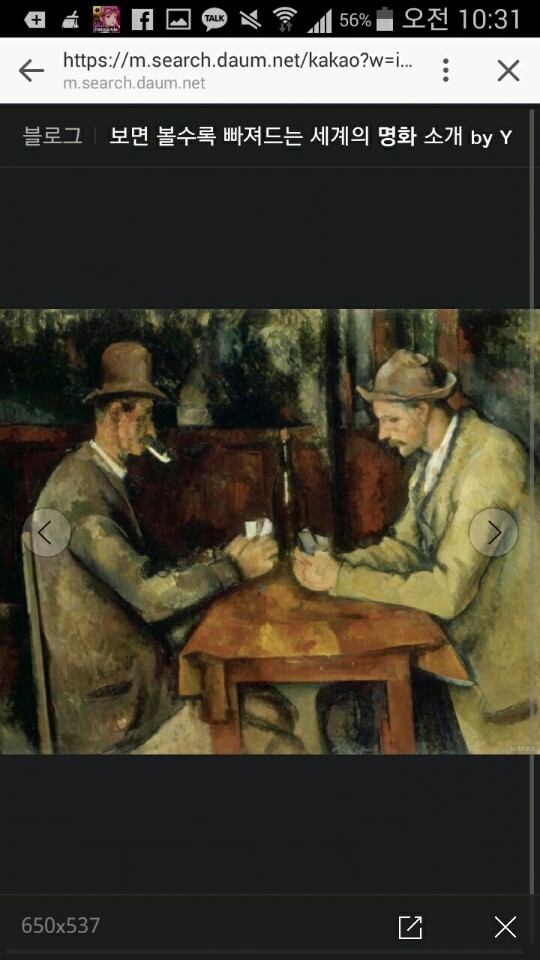 TALK
56%
오전 10:31
https://m.search.daum.net/kakao?w=i...
m.search.daum.net
블로그 보면 볼수록 빠져드는 세계의 명화 소개 by Y
650x537